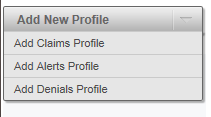 Add New Profile
Add Claims Profile
Add Alerts Profile
Add Denials Profile